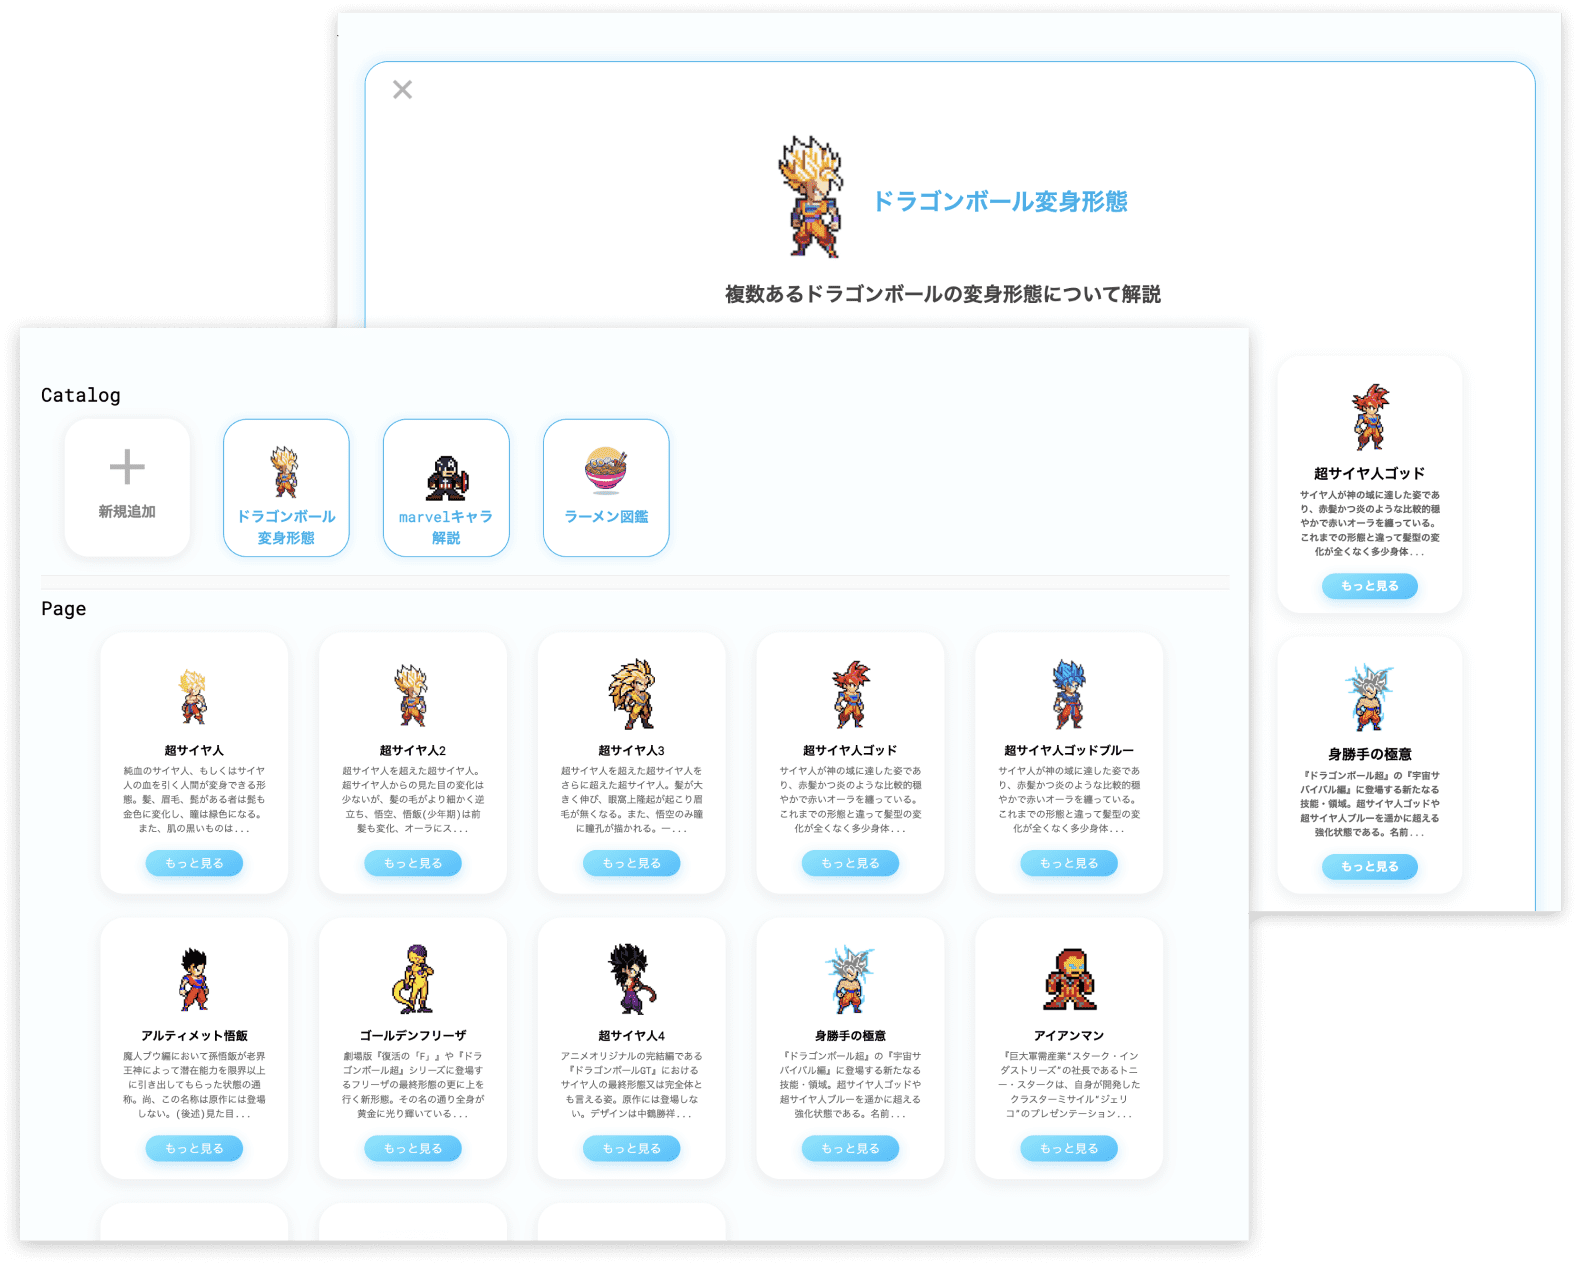 ドラゴンボール変身形態
複数あるドラゴンボールの変身形態について解説
超サイヤ人ゴッド
サイヤ人が神の域に達した姿であ
り、赤髪かつ炎のような比較的穏
やかで赤いオーラを纏っている。
これまでの形態と違って髪型の変
化が全くなく多少身体...
もっと見る
身勝手の極意
『ドラゴンボール超』の『宇宙サ
バイバル編』に登場する新たなる
技能・領域。超サイヤ人ゴッドや
超サイヤ人ブルーを遥かに超える
強化状態である。名前...
もっと見る
Catalog
新規追加
ドラゴンボール
変身形態
marvelキャラ
解説
ラーメン図鑑
Page
超サイヤ人
純血のサイヤ人、もしくはサイヤ
人の血を引く人間が変身できる形
態。髪、眉毛、髭がある者は髭も
金色に変化し、瞳は緑色になる。
また、肌の黒いものは...
もっと見る
超サイヤ人2
超サイヤ人を超えた超サイヤ人。
超サイヤ人からの見た目の変化は
少ないが、髪の毛がより細かく逆
立ち、悟空、悟飯(少年期)は前
髪も変化、オーラにス...
もっと見る
超サイヤ人3
超サイヤ人を超えた超サイヤ人を
さらに超えた超サイヤ人。髪が大
きく伸び、眼窩上隆起が起こり眉
毛が無くなる。また、悟空のみ瞳
に瞳孔が描かれる。一...
もっと見る
超サイヤ人ゴッド
サイヤ人が神の域に達した姿であ
り、赤髪かつ炎のような比較的穏
やかで赤いオーラを纏っている。
これまでの形態と違って髪型の変
化が全くなく多少身体...
もっと見る
超サイヤ人ゴッドブルー
サイヤ人が神の域に達した姿であ
り、赤髪かつ炎のような比較的穏
やかで赤いオーラを纏っている。
これまでの形態と違って髪型の変
化が全くなく多少身体...
もっと見る
アルティメット悟飯
魔人ブウ編において孫悟飯が老界
王神によって潜在能力を限界以上
に引き出してもらった状態の通
称。尚、この名称は原作には登場
しない。(後述)見た目...
もっと見る
ゴールデンフリーザ
劇場版『復活の「F」』や『ドラ
ゴンボール超』シリーズに登場す
るフリーザの最終形態の更に上を
行く新形態。その名の通り全身が
黄金に光り輝いている...
もっと見る
超サイヤ人4
アニメオリジナルの完結編である
『ドラゴンボールGT』における
サイヤ人の最終形態又は完全体と
も言える姿。原作には登場しな
い。デザインは中鶴勝祥...
もっと見る
身勝手の極意
『ドラゴンボール超』の『宇宙サ
バイバル編』に登場する新たなる
技能・領域。超サイヤ人ゴッドや
超サイヤ人ブルーを遥かに超える
強化状態である。名前...
もっと見る
アイアンマン
『巨大軍需産業“スターク・イン
ダストリーズ”の社長であるトニ
ー・スタークは、自身が開発した
クラスターミサイル“ジェリ
コ”のプレゼンテーション...
もっと見る